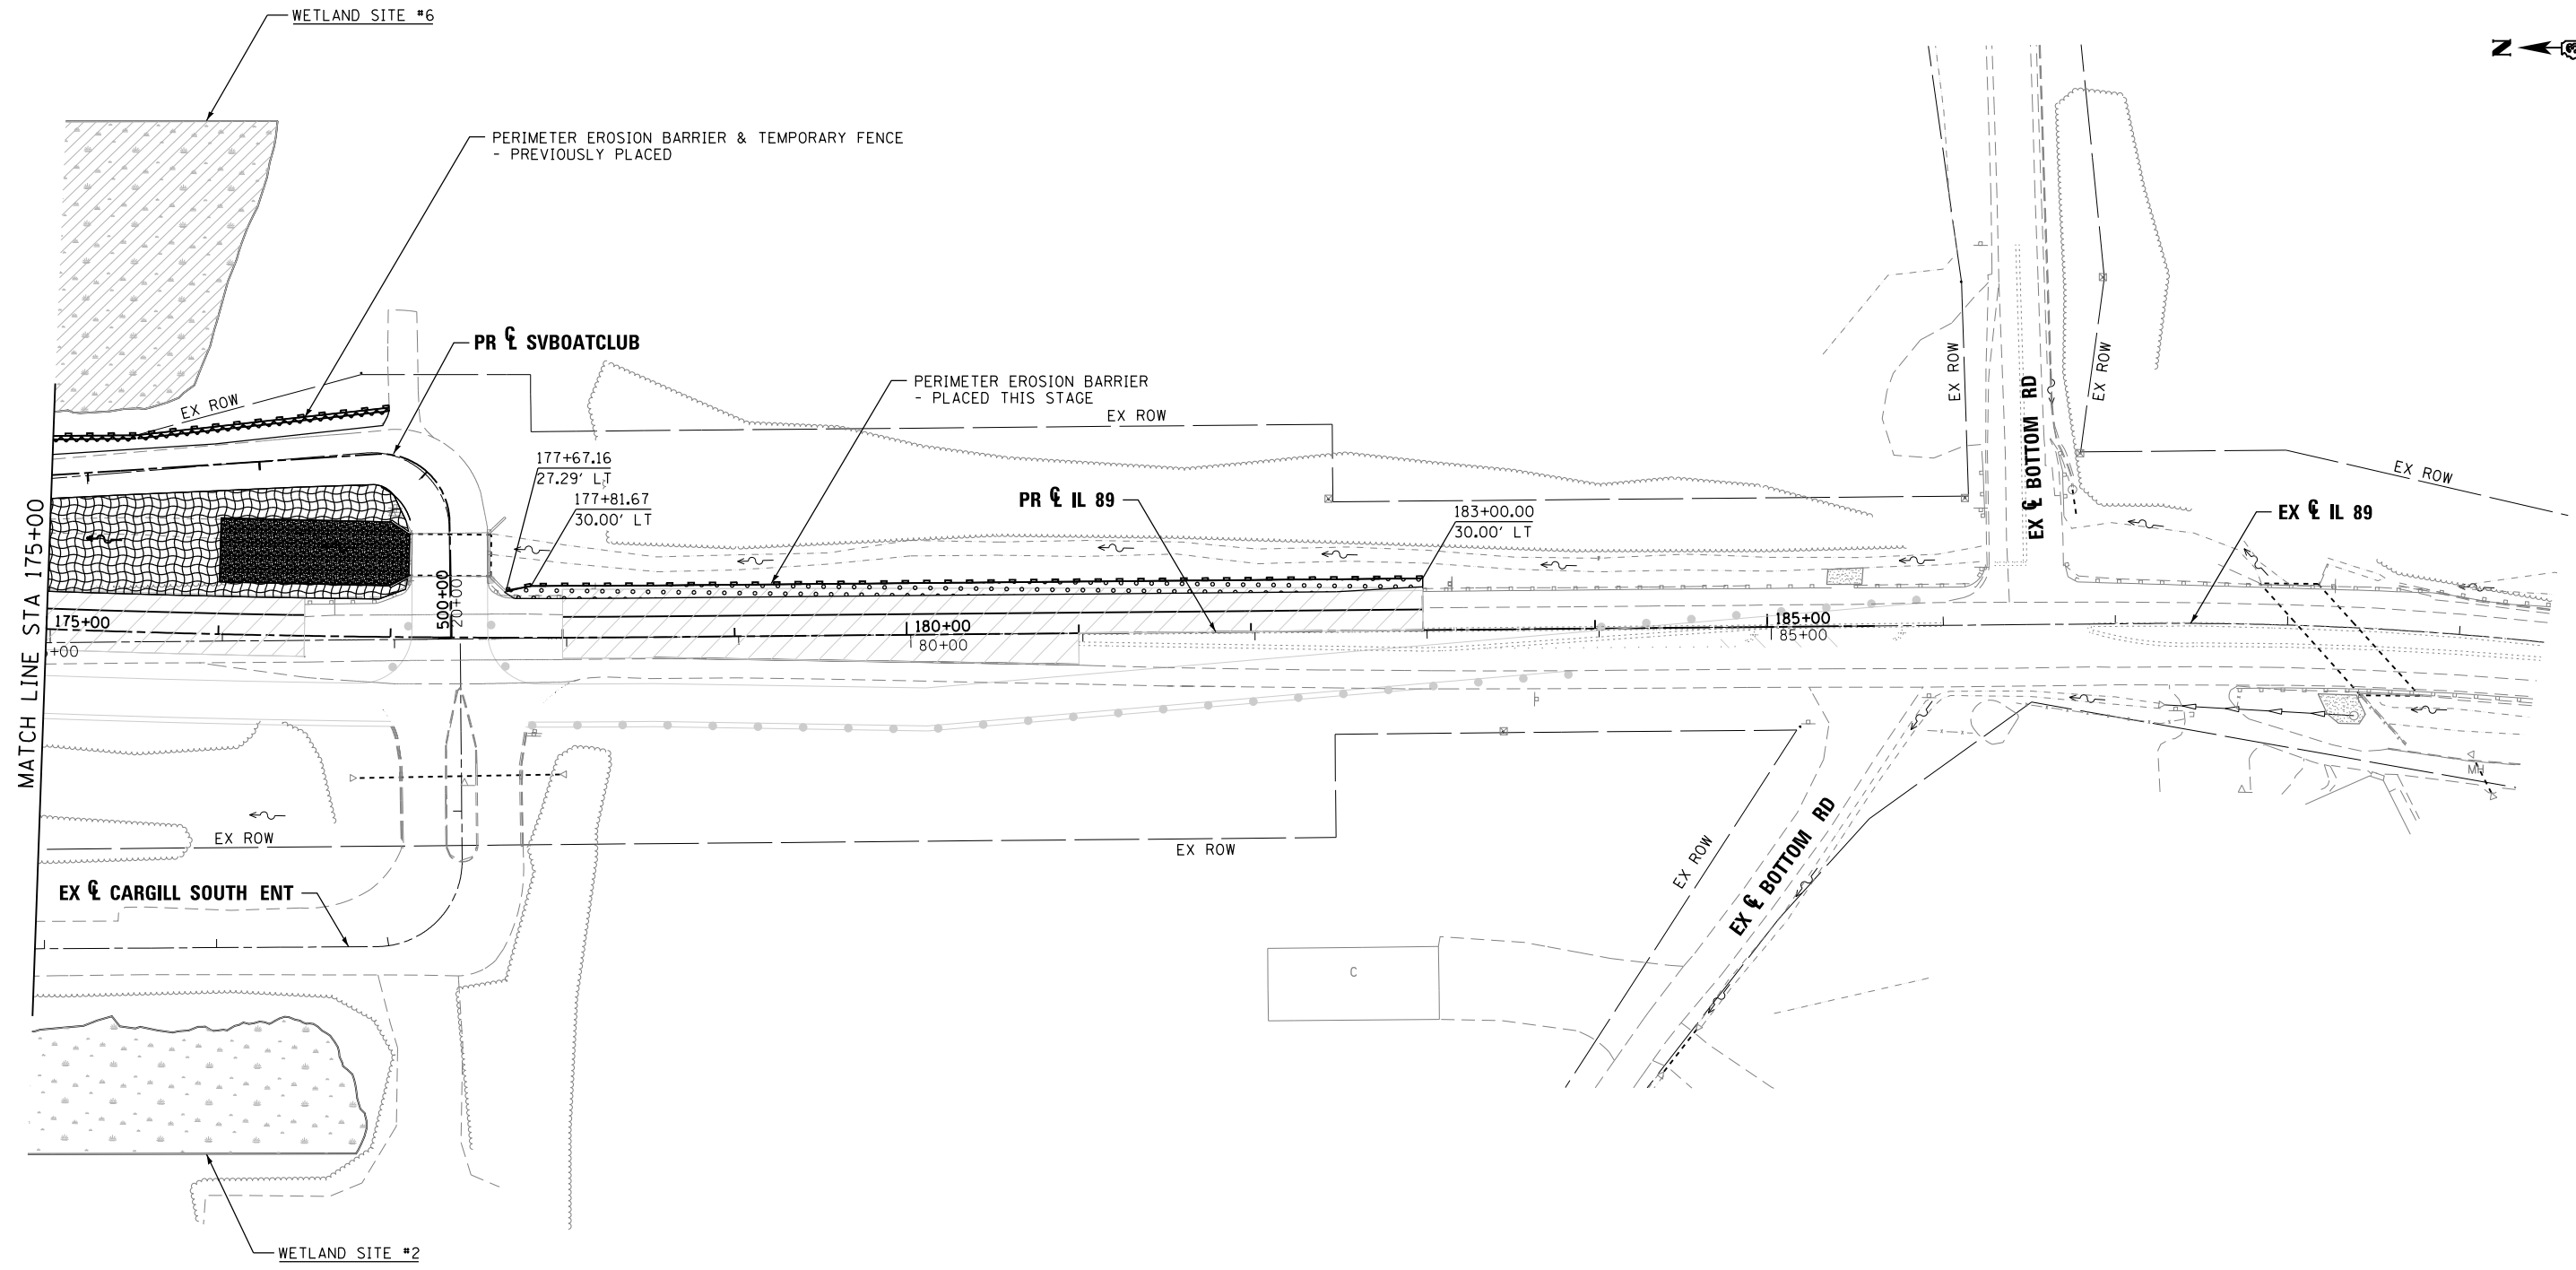 WETLAND SITE #6
N
PERIMETER EROSION BARRIER & TEMPORARY FENCE
- PREVIOUSLY PLACED
PR ℄ SVBOATCLUB
EX ROW
PERIMETER EROSION BARRIER
- PLACED THIS STAGE
EX ROW
EX ROW
EX ROW
EX ℄ BOTTOM RD
EX ROW
177+67.16
27.29' LT
177+81.67
30.00' LT
PR ℄ IL 89
183+00.00
30.00' LT
EX ℄ IL 89
MATCH LINE STA 175+00
175+00
+00
500+00
20+00
180+00
80+00
185+00
85+00
MH
EX ROW
EX ROW
EX ROW
EX ℄ BOTTOM RD
EX ℄ CARGILL SOUTH ENT
C
WETLAND SITE #2